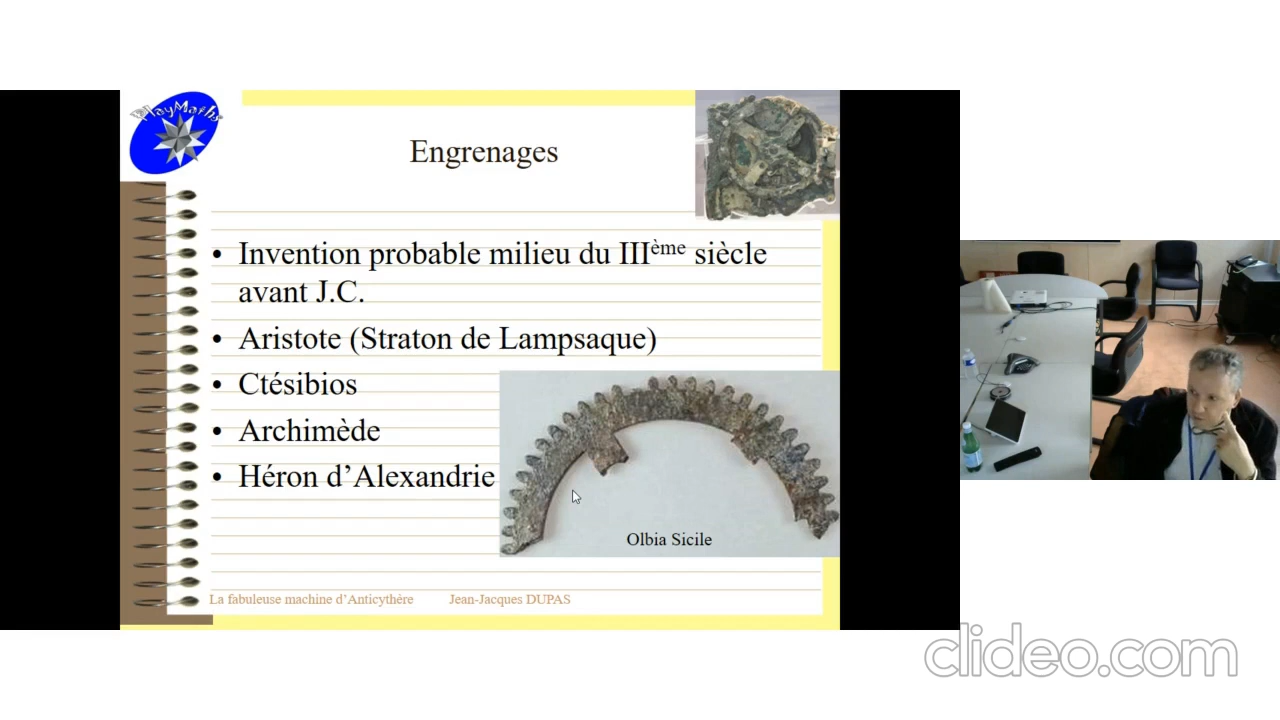 PlayMaths
Engrenages
• Invention probable milieu du IIIème siècle
avant J.C.
• Aristote (Straton de Lampsaque)
• Ctésibios
• Archimède
• Héron d’Alexandrie
Olbia Sicile
La fabuleuse machine d’Anticythère Jean-Jacques DUPAS
clideo.com